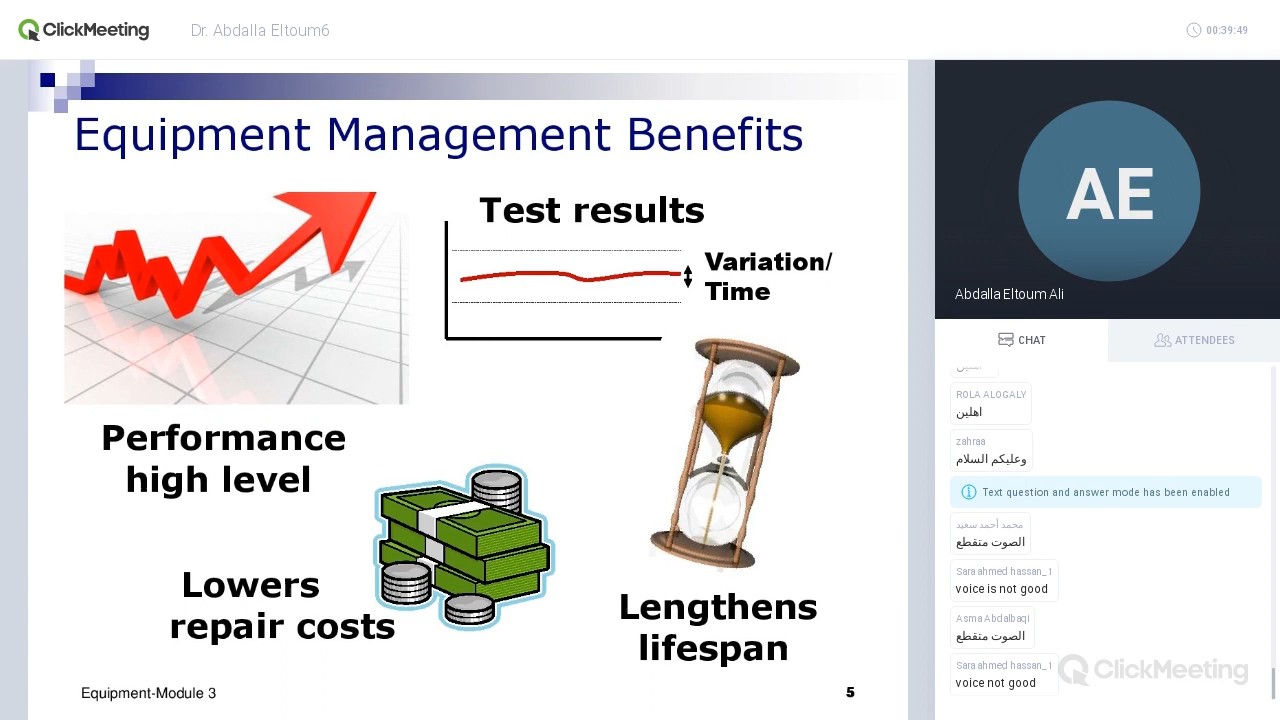 ClickMeeting
Dr. Abdalla Eltoum6
00:39:49
Equipment Management Benefits
Test results
Variation/
Time
Performance
high level
Lowers
repair costs
Lengthens
lifespan
Equipment-Module 3
5
AE
Abdalla Eltoum Ali
CHAT
ATTENDEES
ROLA ALOGALY
اهلين
zahraa
وعليكم السلام
Text question and answer mode has been enabled
محمد أحمد سعيد
الصوت متقطع
Sara ahmed hassan_1
voice is not good
Asma Abdalbaqi
الصوت متقطع
Sara ahmed hassan_1
voice not good
ClickMeeting